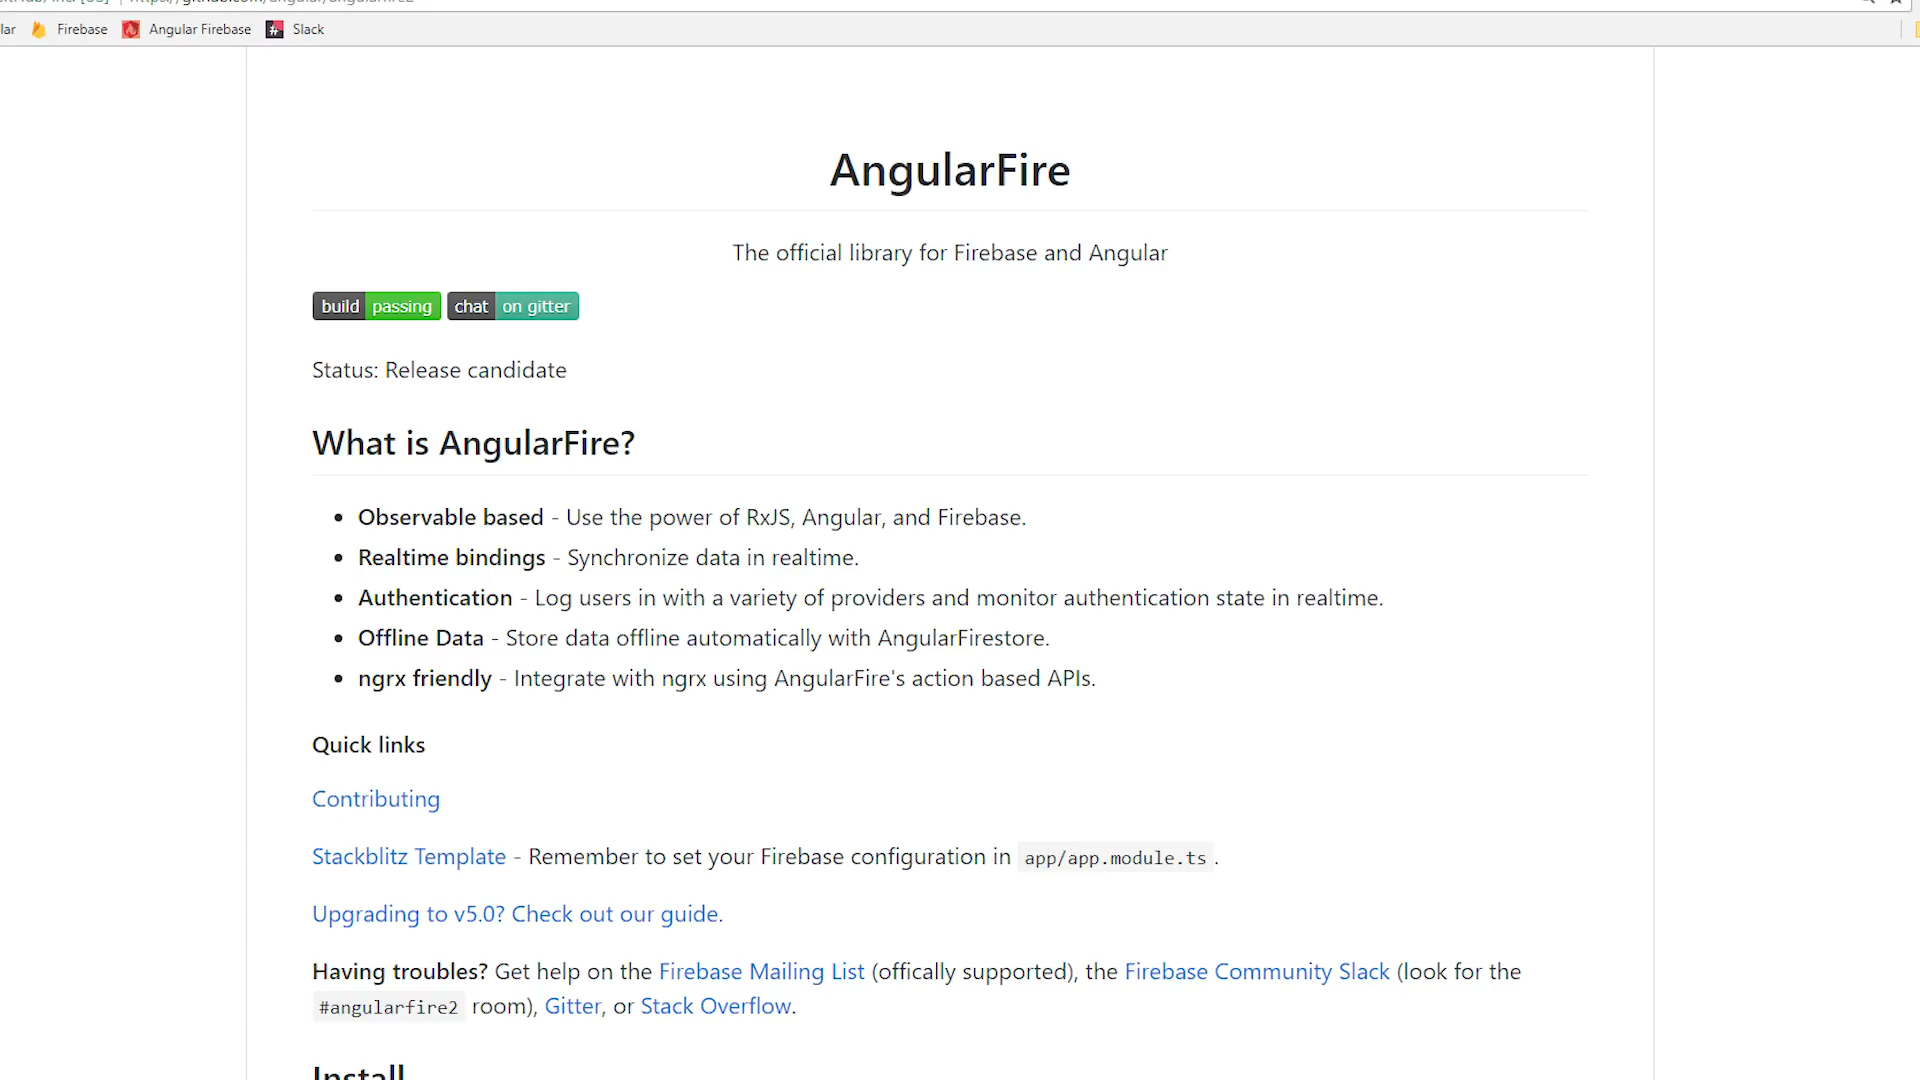 https://github.com/angular/angularfire2
lar Firebase Angular Firebase Slack
AngularFire
The official library for Firebase and Angular
build passing chat on gitter
Status: Release candidate
What is AngularFire?
• Observable based - Use the power of RxJS, Angular, and Firebase.
• Realtime bindings - Synchronize data in realtime.
• Authentication - Log users in with a variety of providers and monitor authentication state in realtime.
• Offline Data - Store data offline automatically with AngularFirestore.
• ngrx friendly - Integrate with ngrx using AngularFire's action based APIs.
Quick links
Contributing
Stackblitz Template - Remember to set your Firebase configuration in app/app.module.ts.
Upgrading to v5.0? Check out our guide.
Having troubles? Get help on the Firebase Mailing List (offically supported), the Firebase Community Slack (look for the
#angularfire2 room), Gitter, or Stack Overflow.
Install